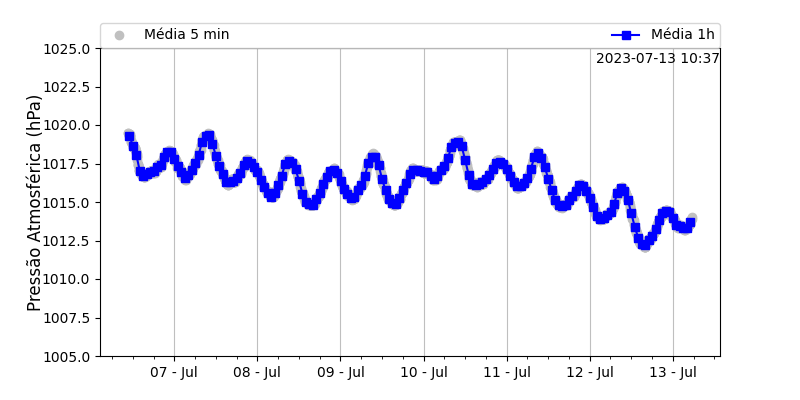 Média 5 min
Média 1h
2023-07-13 10:37
Pressão Atmosférica (hPa)
1025.0
1022.5
1020.0
1017.5
1015.0
1012.5
1010.0
1007.5
1005.0
07 - Jul
08 - Jul
09 - Jul
10 - Jul
11 - Jul
12 - Jul
13 - Jul